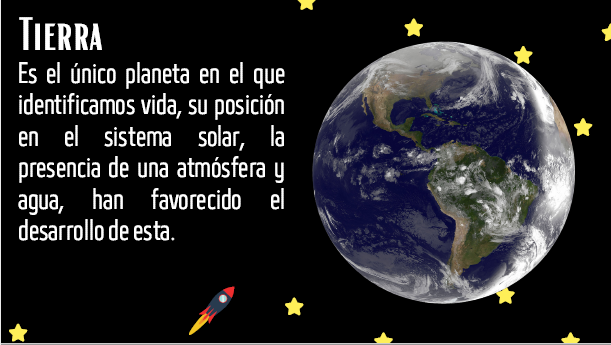 Tierra
Es el único planeta en el que
identificamos vida, su posición
en el sistema solar, la
presencia de una atmósfera y
agua, han favorecido el
desarrollo de esta.